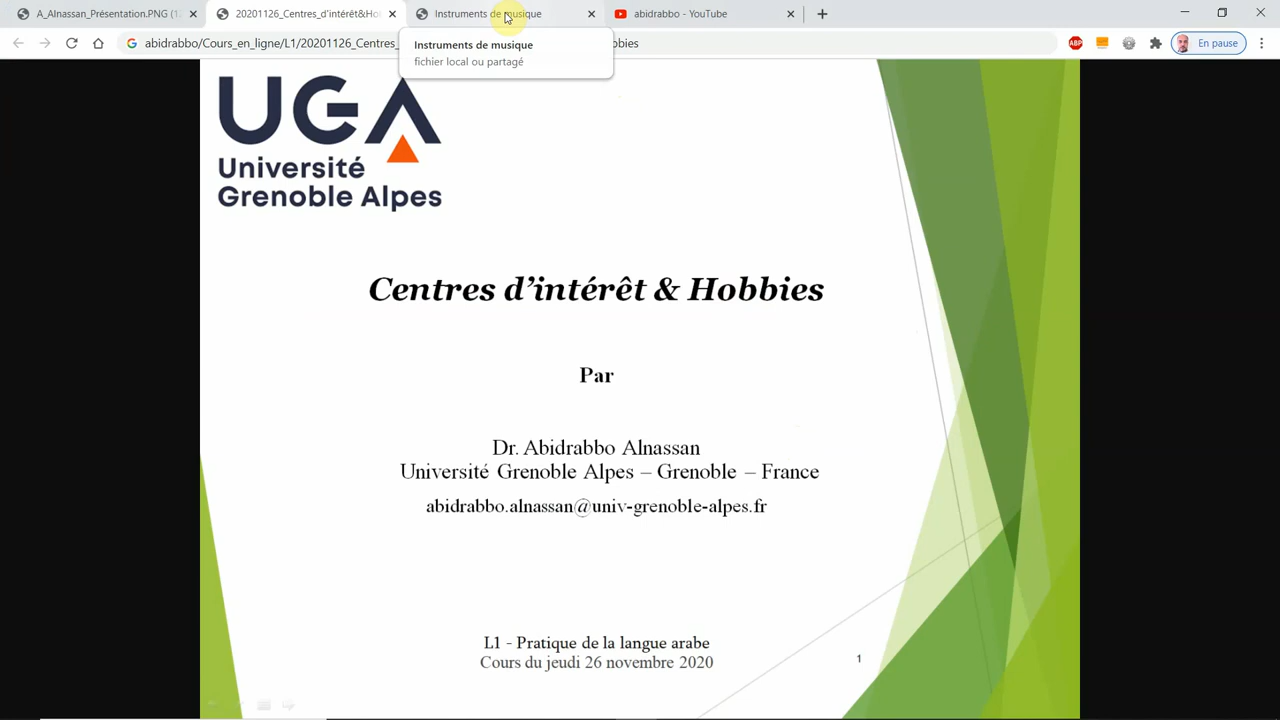 A_Alnassan_Présentation.PNG (1
20201126_Centres_d'intérêt&Ho
Instruments de musique
abidrabbo - YouTube
abidrabbo/Cours_en_ligne/L1/20201126_Centres_
bbies
ABP
En pause
Instruments de musique
fichier local ou partagé
UGA
Université
Grenoble Alpes
Centres d'intérêt & Hobbies
Par
Dr. Abidrabbo Alnassan
Université Grenoble Alpes – Grenoble – France
abidrabbo.alnassan@univ-grenoble-alpes.fr
L1 - Pratique de la langue arabe
Cours du jeudi 26 novembre 2020
1